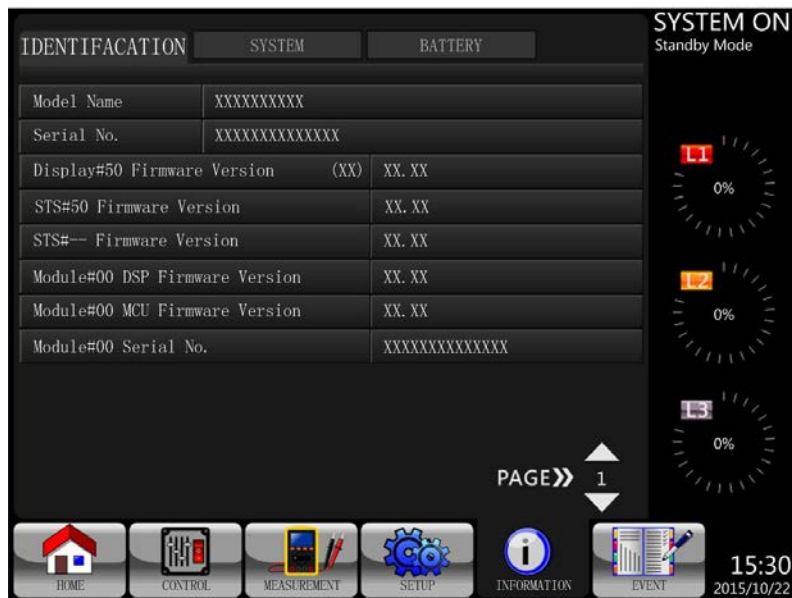 SYSTEM ON
Standby Mode
IDENTIFACATION SYSTEM BATTERY
Model Name XXXXXXXXXX
Serial No. XXXXXXXXXXXXXX
Display#50 Firmware Version (XX) XX.XX
STS#50 Firmware Version XX.XX
STS#-- Firmware Version XX.XX
Module#00 DSP Firmware Version XX.XX
Module#00 MCU Firmware Version XX.XX
Module#00 Serial No. XXXXXXXXXXXXXX
L1
0%
L2
0%
L3
0%
PAGE 1
HOME CONTROL MEASUREMENT SETUP INFORMATION EVENT
15:30
2015/10/22